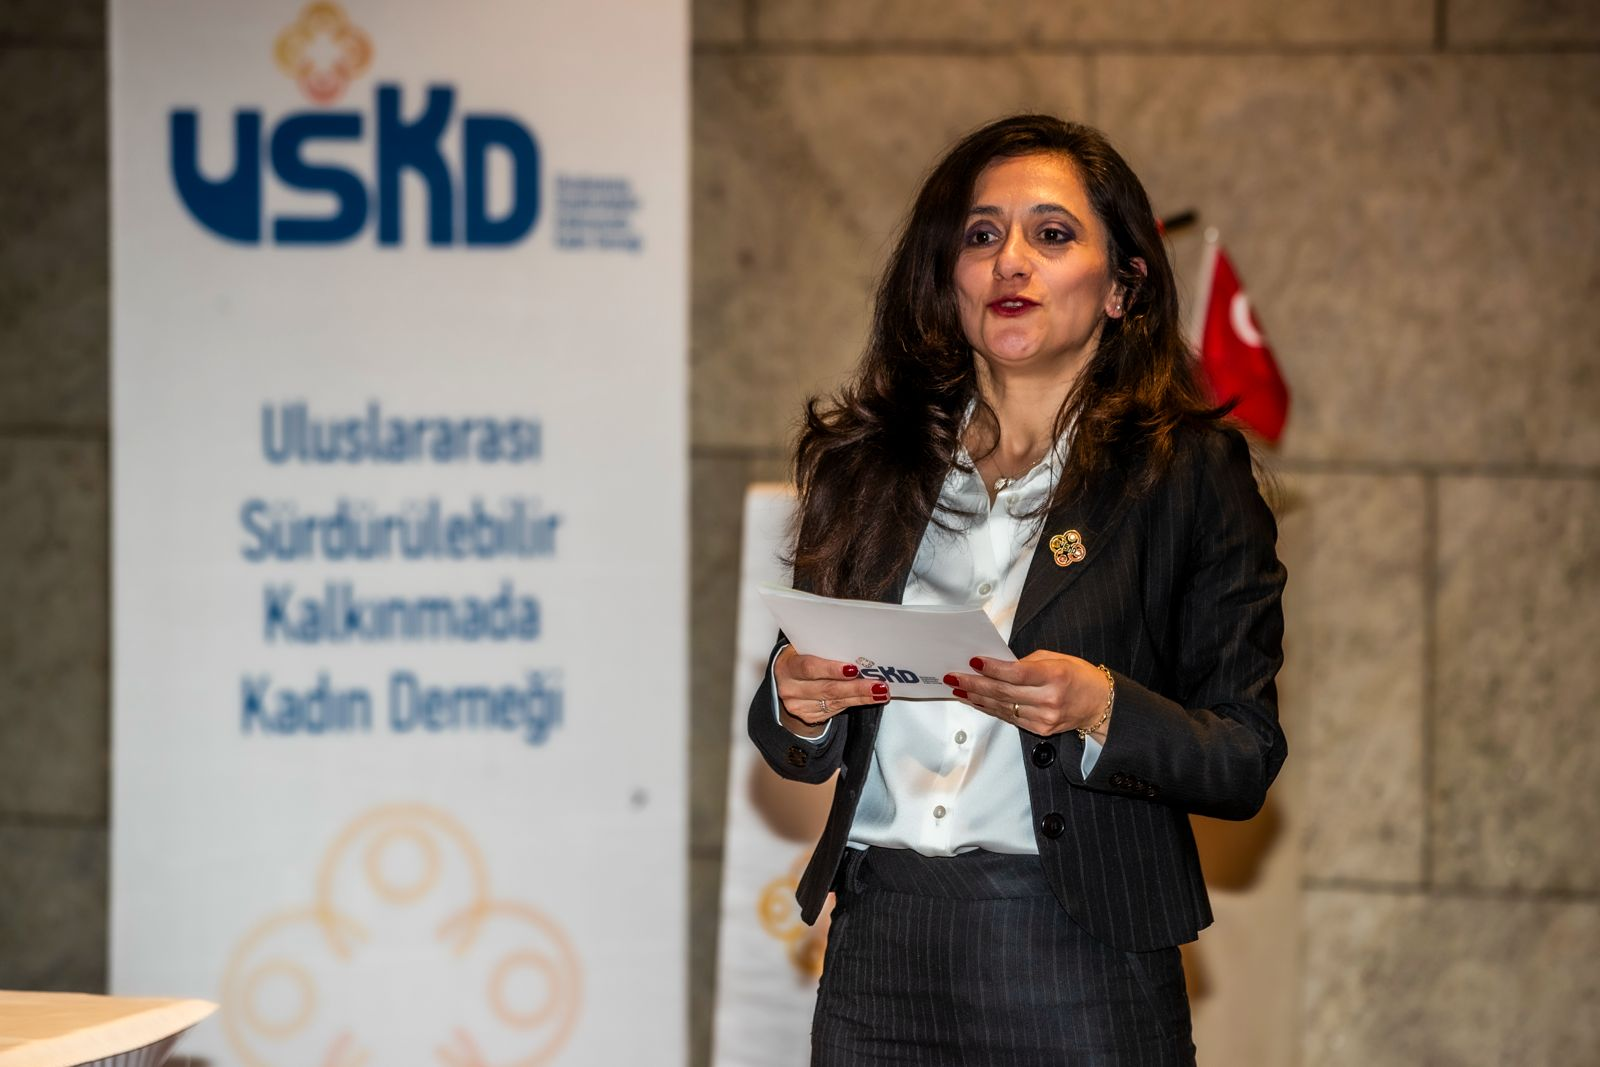 USKD
Uluslararası
Sürdürülebilir
Kalkınmada
Kadın Derneği
USKD